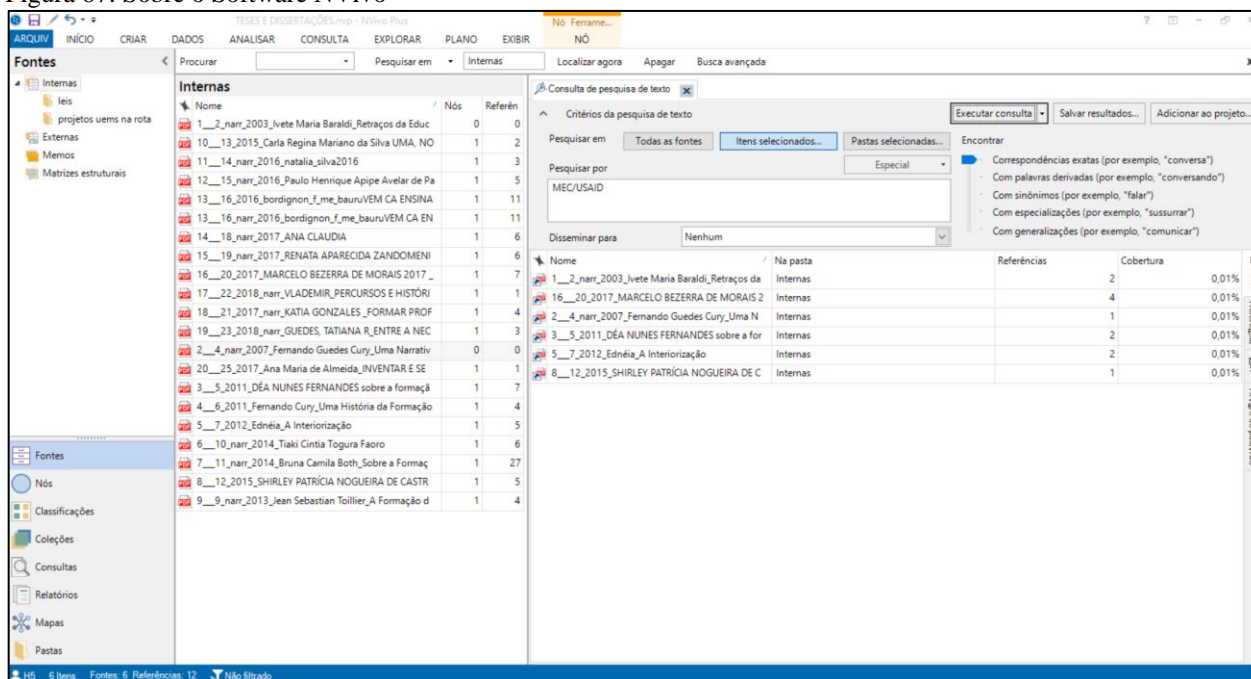 Figura 87: Sobre o Software NVivo
TESES E DISSERTAÇÕES.nvp - NVivo Plus
Nó Ferrame...
ARQUIV INÍCIO CRIAR DADOS ANALISAR CONSULTA EXPLORAR PLANO EXIBIR NÓ
Fontes
Procurar Pesquisar em Internas Localizar agora Apagar Busca avançada
Internas
leis
projetos uems na rota
Externas
Memos
Matrizes estruturais
Fontes
Nós
Classificações
Coleções
Consultas
Relatórios
Mapas
Pastas
Internas
Nome Nós Referên
1__2_narr_2003_Ivete Maria Baraldi_Retraços da Educ 0 0
10__13_2015_Carla Regina Mariano da Silva UMA, NO 1 2
11__14_narr_2016_natalia_silva2016 1 3
12__15_narr_2016_Paulo Henrique Apipe Avelar de Pa 1 5
13__16_2016_bordignon_f_me_bauruVEM CA ENSINA 1 11
13__16_narr_2016_bordignon_f_me_bauruVEM CA EN 1 11
14__18_narr_2017_ANA CLAUDIA 1 6
15__19_narr_2017_RENATA APARECIDA ZANDOMENI 1 6
16__20_2017_MARCELO BEZERRA DE MORAIS 2017 _ 1 7
17__22_2018_narr_VLADEMIR_PERCURSOS E HISTÓRI 1 1
18__21_2017_narr_KATIA GONZALES _FORMAR PROF 1 4
19__23_2018_narr_GUEDES, TATIANA R_ENTRE A NEC 1 3
2__4_narr_2007_Fernando Guedes Cury_Uma Narrativ 0 0
20__25_2017_Ana Maria de Almeida_INVENTAR E SE 1 1
3__5_2011_DÉA NUNES FERNANDES sobre a formaçã 1 7
4__6_2011_Fernando Cury_Uma História da Formação 1 4
5__7_2012_Ednéia_A Interiorização 1 5
6__10_narr_2014_Tiaki Cintia Togura Faoro 1 6
7__11_narr_2014_Bruna Camila Both_Sobre a Formaç 1 27
8__12_2015_SHIRLEY PATRÍCIA NOGUEIRA DE CASTR 1 5
9__9_narr_2013_Jean Sebastian Toillier_A Formação d 1 4
Consulta de pesquisa de texto
Critérios da pesquisa de texto Executar consulta Salvar resultados... Adicionar ao projeto...
Pesquisar em Todas as fontes Itens selecionados... Pastas selecionadas... Encontrar
Pesquisar por Especial
MEC/USAID
Correspondências exatas (por exemplo, "conversa")
Com palavras derivadas (por exemplo, "conversando")
Com sinônimos (por exemplo, "falar")
Com especializações (por exemplo, "sussurrar")
Com generalizações (por exemplo, "comunicar")
Disseminar para Nenhum
Nome Na pasta Referências Cobertura
1__2_narr_2003_Ivete Maria Baraldi_Retraços da Internas 2 0,01%
16__20_2017_MARCELO BEZERRA DE MORAIS 2 Internas 4 0,01%
2__4_narr_2007_Fernando Guedes Cury_Uma N Internas 1 0,01%
3__5_2011_DÉA NUNES FERNANDES sobre a for Internas 2 0,01%
5__7_2012_Ednéia_A Interiorização Internas 2 0,01%
8__12_2015_SHIRLEY PATRÍCIA NOGUEIRA DE C Internas 1 0,01%
H5 6 Itens Fontes: 6 Referências: 12 Não filtrado